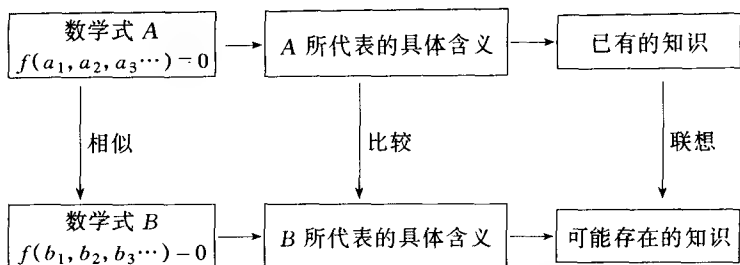 数学式 A
f(a₁, a₂, a₃⋯) = 0
A 所代表的具体含义
已有的知识
相似
比较
联想
数学式 B
f(b₁, b₂, b₃⋯) = 0
B 所代表的具体含义
可能存在的知识